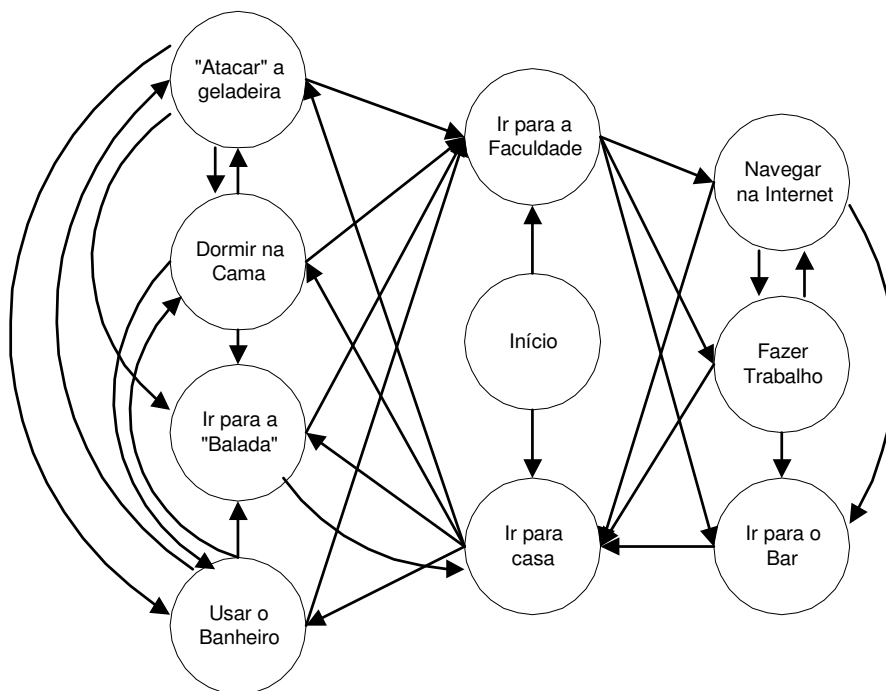 "Atacar" a
geladeira
Dormir na
Cama
Ir para a
"Balada"
Usar o
Banheiro
Ir para a
Faculdade
Início
Ir para
casa
Navegar
na Internet
Fazer
Trabalho
Ir para o
Bar